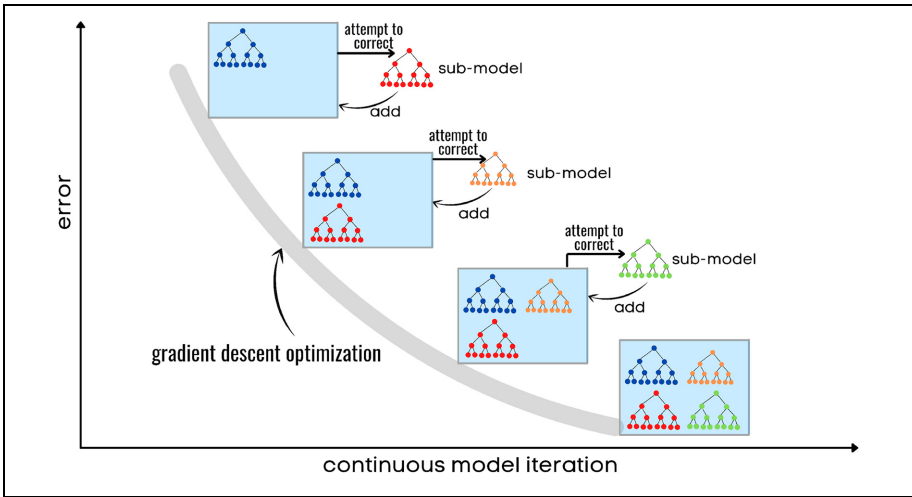 attempt to
correct
sub-model
add
attempt to
correct
sub-model
add
attempt to
correct
sub-model
add
error
gradient descent optimization
continuous model iteration